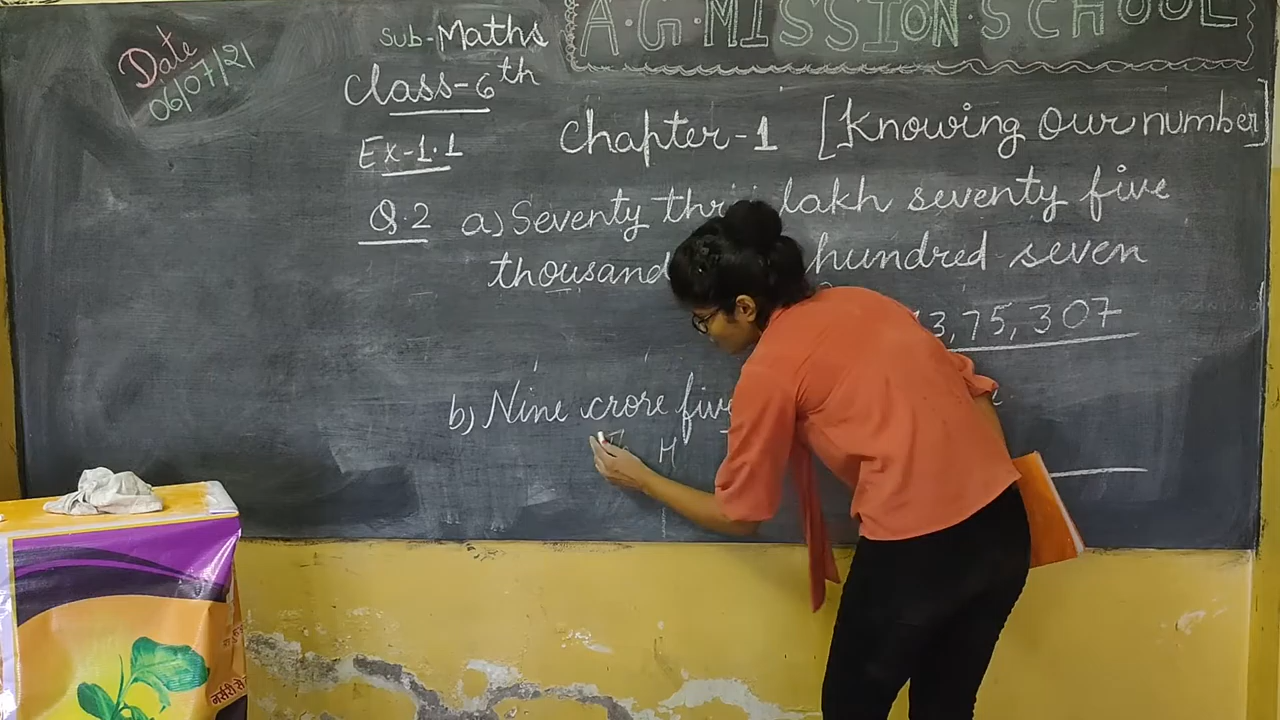 A.G.MISSION.SCHOOL
Date
06/07/21
Sub-Maths
Class-6th
Ex-1.1
Chapter-1 [Knowing Our number]
Q.2 a) Seventy lakh seventy five
thousand hundred seven
3,75,307
b) Nine crore five
H